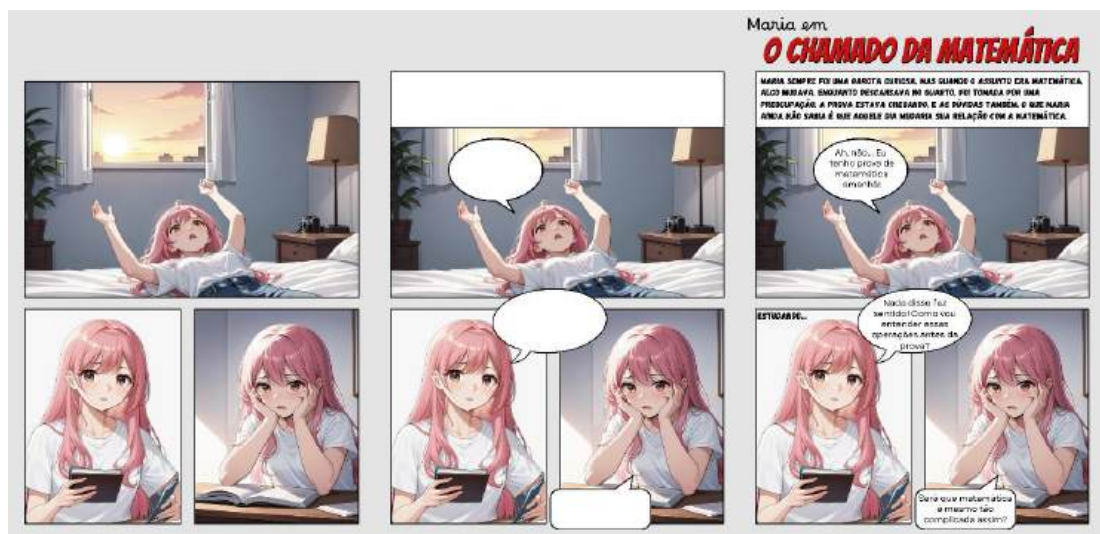 Maria em
O CHAMADO DA MATEMÁTICA
MARIA SEMPRE FOI UMA GAROTA CURIOSA, MAS QUANDO O ASSUNTO ERA MATEMÁTICA,
ALGO MUDAVA. ENQUANTO DESCANSAVA NO QUARTO, FOI TOMADA POR UMA
PREOCUPAÇÃO. A PROVA ESTAVA CHEGANDO, E AS DÚVIDAS TAMBÉM. O QUE MARIA
AINDA NÃO SABIA É QUE AQUELE DIA MUDARIA SUA RELAÇÃO COM A MATEMÁTICA.
Ah, não... Eu
tenho prova de
matemática
amanhã!
ESTUDANDO...
Nada disso faz
sentido! Como vou
entender essas
operações antes da
prova?
Será que matemática
é mesmo tão
complicada assim?